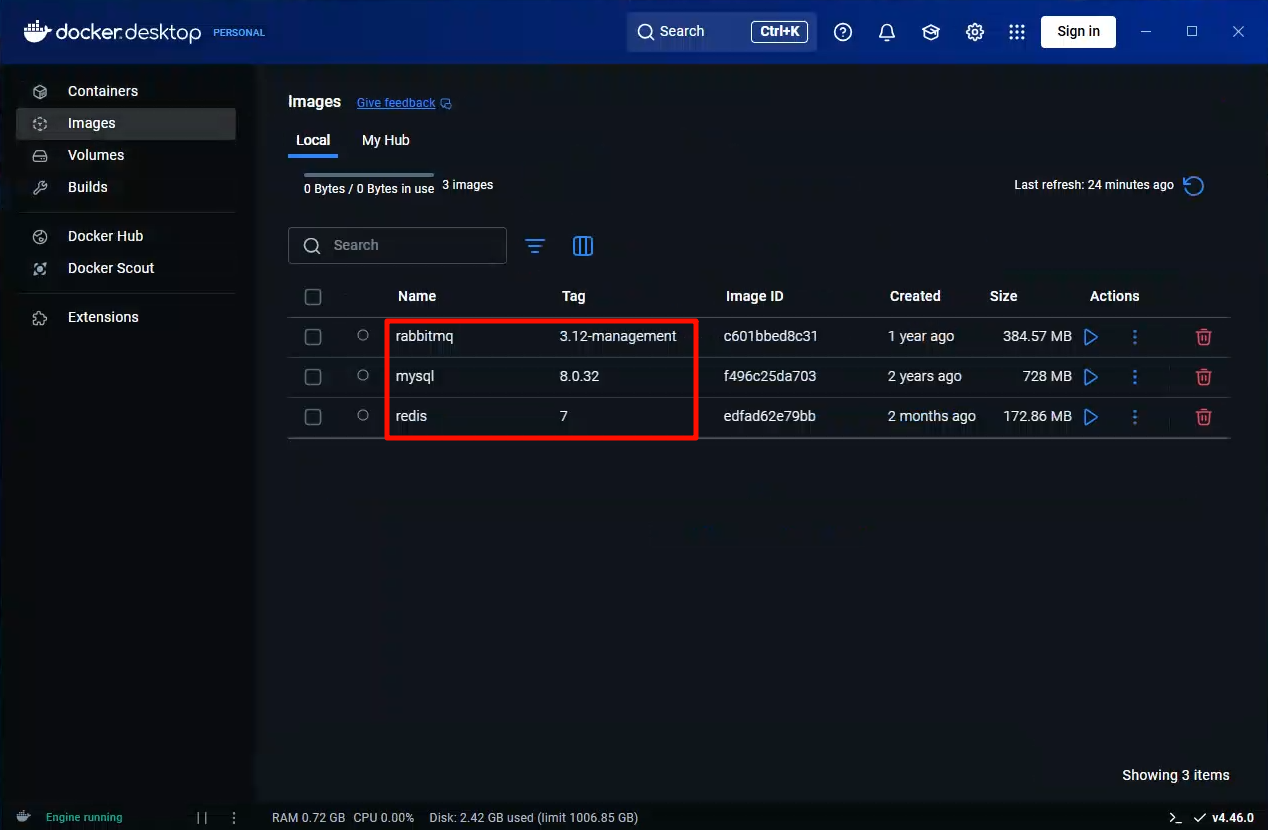 docker.desktop PERSONAL Search Ctrl+K Sign in
Containers
Images
Volumes
Builds
Docker Hub
Docker Scout
Extensions
Images Give feedback
Local My Hub
0 Bytes / 0 Bytes in use 3 images Last refresh: 24 minutes ago
Search
Name Tag Image ID Created Size Actions
rabbitmq 3.12-management c601bbed8c31 1 year ago 384.57 MB
mysql 8.0.32 f496c25da703 2 years ago 728 MB
redis 7 edfad62e79bb 2 months ago 172.86 MB
Showing 3 items
Engine running RAM 0.72 GB CPU 0.00% Disk: 2.42 GB used (limit 1006.85 GB) v4.46.0